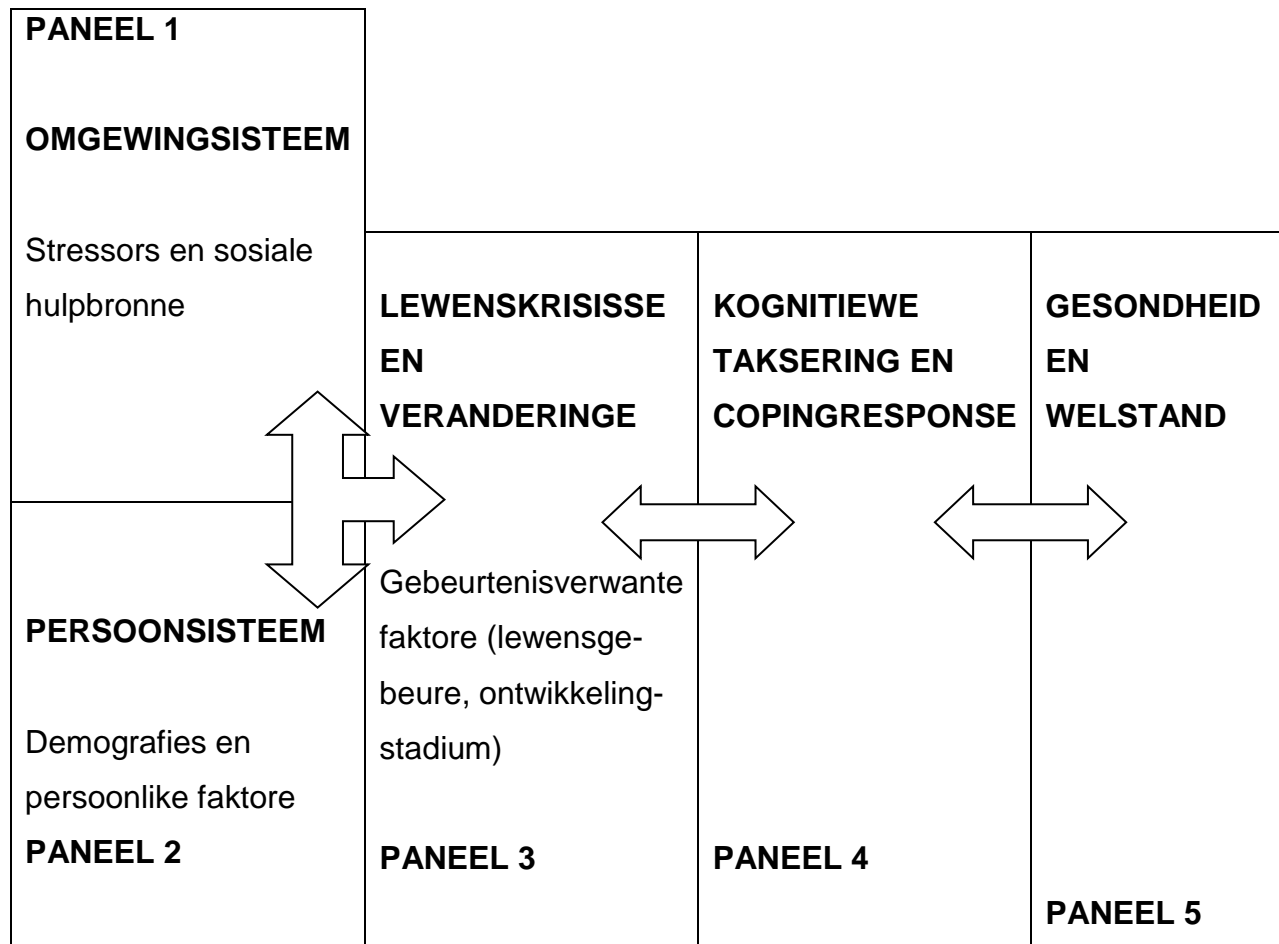 PANEEL 1
OMGEWINGSISTEEM
Stressors en sosiale
hulpbronne
PERSOONSISTEEM
Demografies en
persoonlike faktore
PANEEL 2
LEWENSKRISISSE
EN
VERANDERINGE
Gebeurtenisverwante
faktore (lewensge-
beure, ontwikkeling-
stadium)
PANEEL 3
KOGNITIEWE
TAKSERING EN
COPINGRESPONSE
PANEEL 4
GESONDHEID
EN
WELSTAND
PANEEL 5